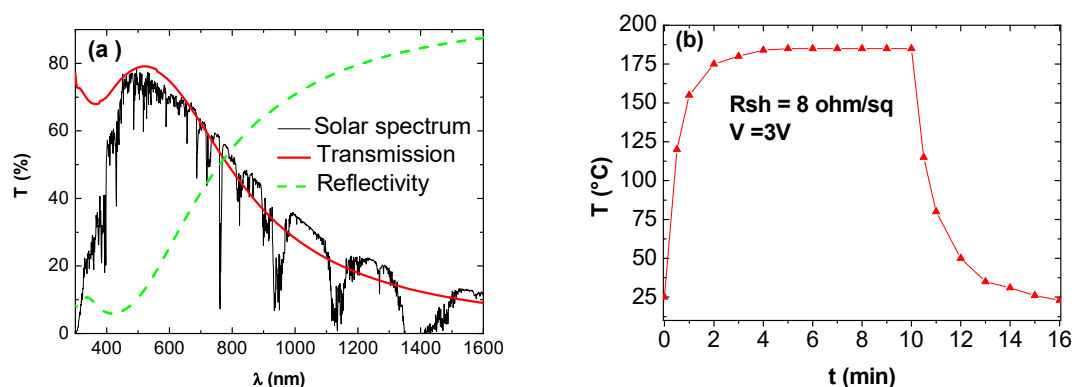 (a )
T (%)
80
60
40
20
0
Solar spectrum
Transmission
Reflectivity
400 600 800 1000 1200 1400 1600
λ (nm)
(b)
T (°C)
200
175
150
125
100
75
50
25
Rsh = 8 ohm/sq
V =3V
0 2 4 6 8 10 12 14 16
t (min)